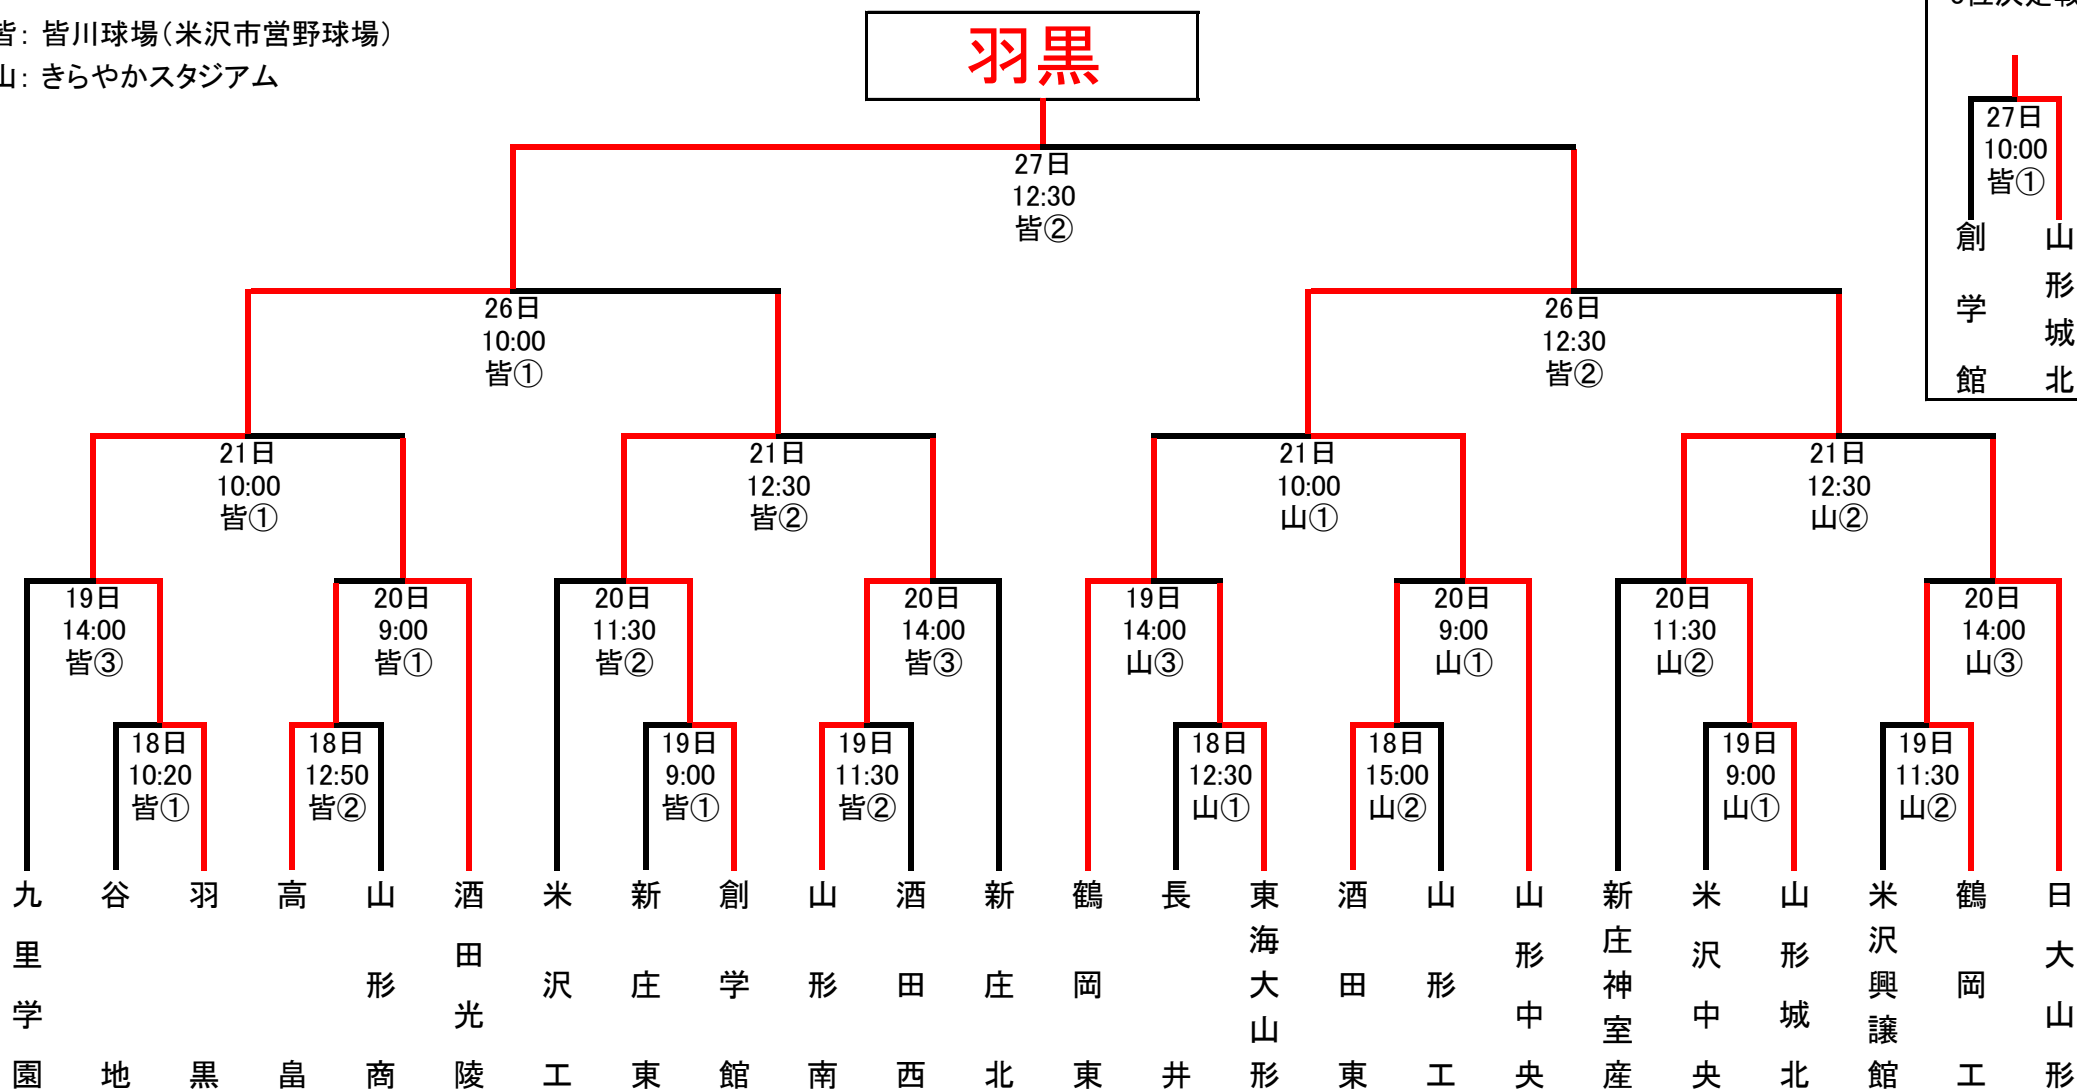 皆: 皆川球場(米沢市営野球場)
山: きらやかスタジアム
羽黒
27日
10:00
皆①
創学館
山形城北
27日
12:30
皆②
26日
10:00
皆①
26日
12:30
皆②
21日
10:00
皆①
21日
12:30
皆②
21日
10:00
山①
21日
12:30
山②
19日
14:00
皆③
20日
9:00
皆①
20日
11:30
皆②
20日
14:00
皆③
19日
14:00
山③
20日
9:00
山①
20日
11:30
山②
20日
14:00
山③
18日
10:20
皆①
18日
12:50
皆②
19日
9:00
皆①
19日
11:30
皆②
18日
12:30
山①
18日
15:00
山②
19日
9:00
山①
19日
11:30
山②
九里学園
谷地
羽黒
高畠
山形商
酒田光陵
米沢工
新庄東
創学館
山形南
酒田西
新庄北
鶴岡東
長井
東海大山形
酒田東
山形工
山形中央
新庄神室産
米沢中央
山形城北
米沢興譲館
鶴岡工
日大山形